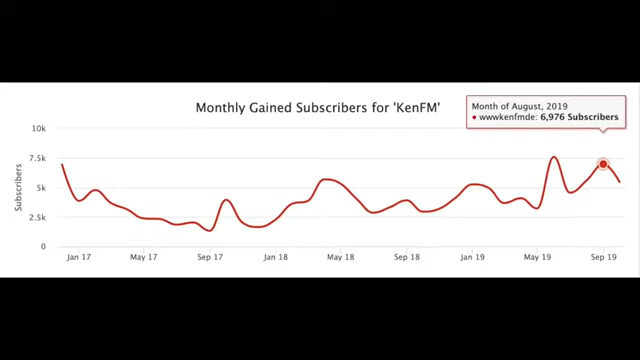 Monthly Gained Subscribers for 'KenFM'
Month of August, 2019
● wwwkenfmde: 6,976 Subscribers
Subscribers
10k
7.5k
5k
2.5k
0
Jan 17 May 17 Sep 17 Jan 18 May 18 Sep 18 Jan 19 May 19 Sep 19